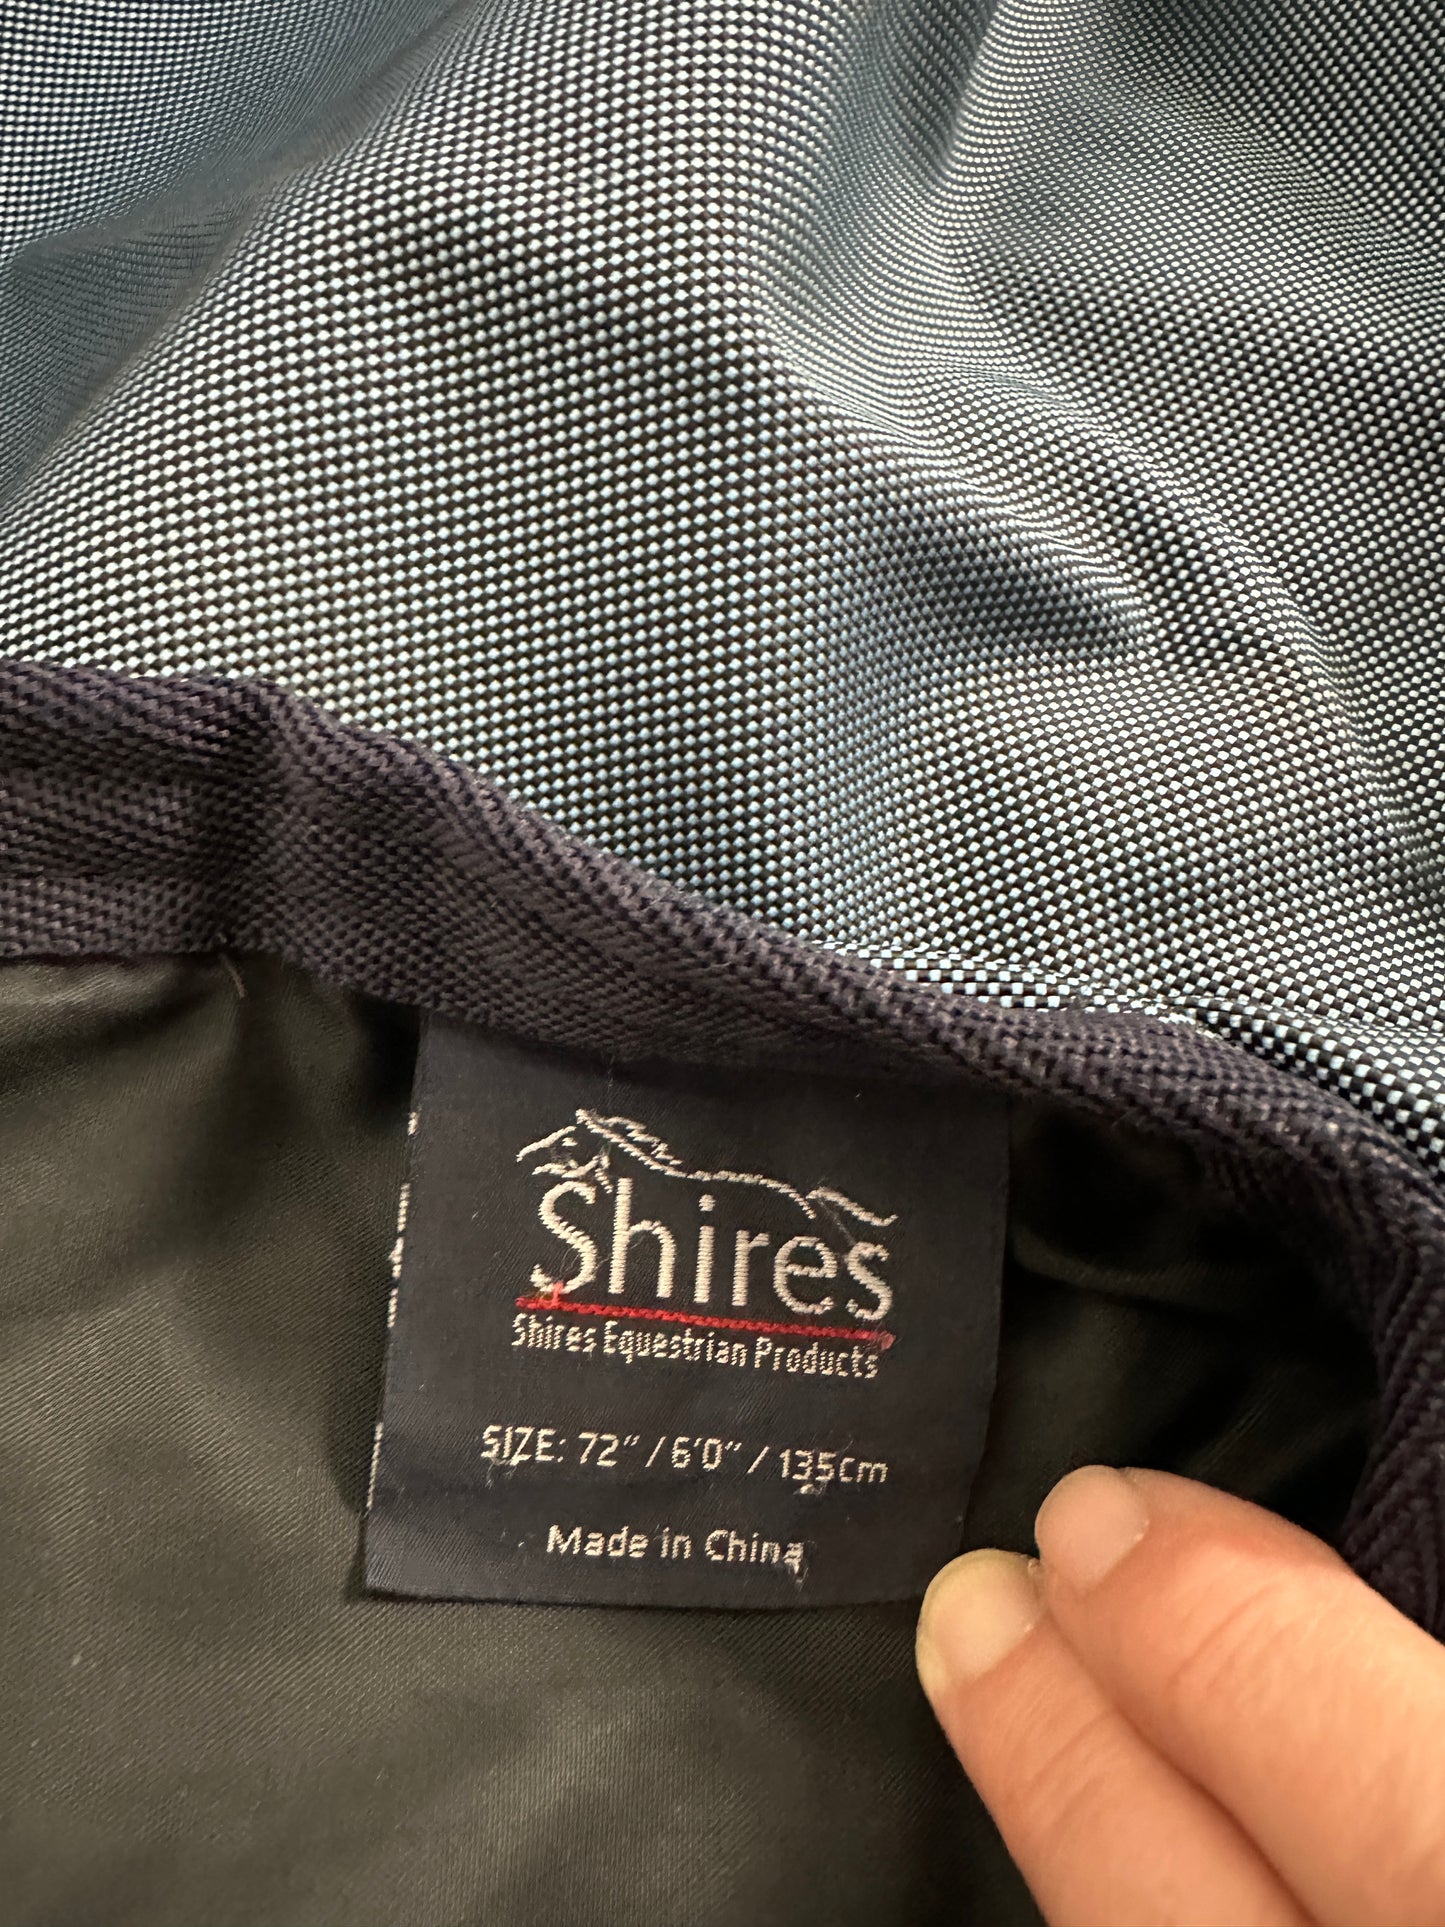 Shires
Shires Equestrian Products
SIZE: 72" / 6'0" / 135cm
Made in China